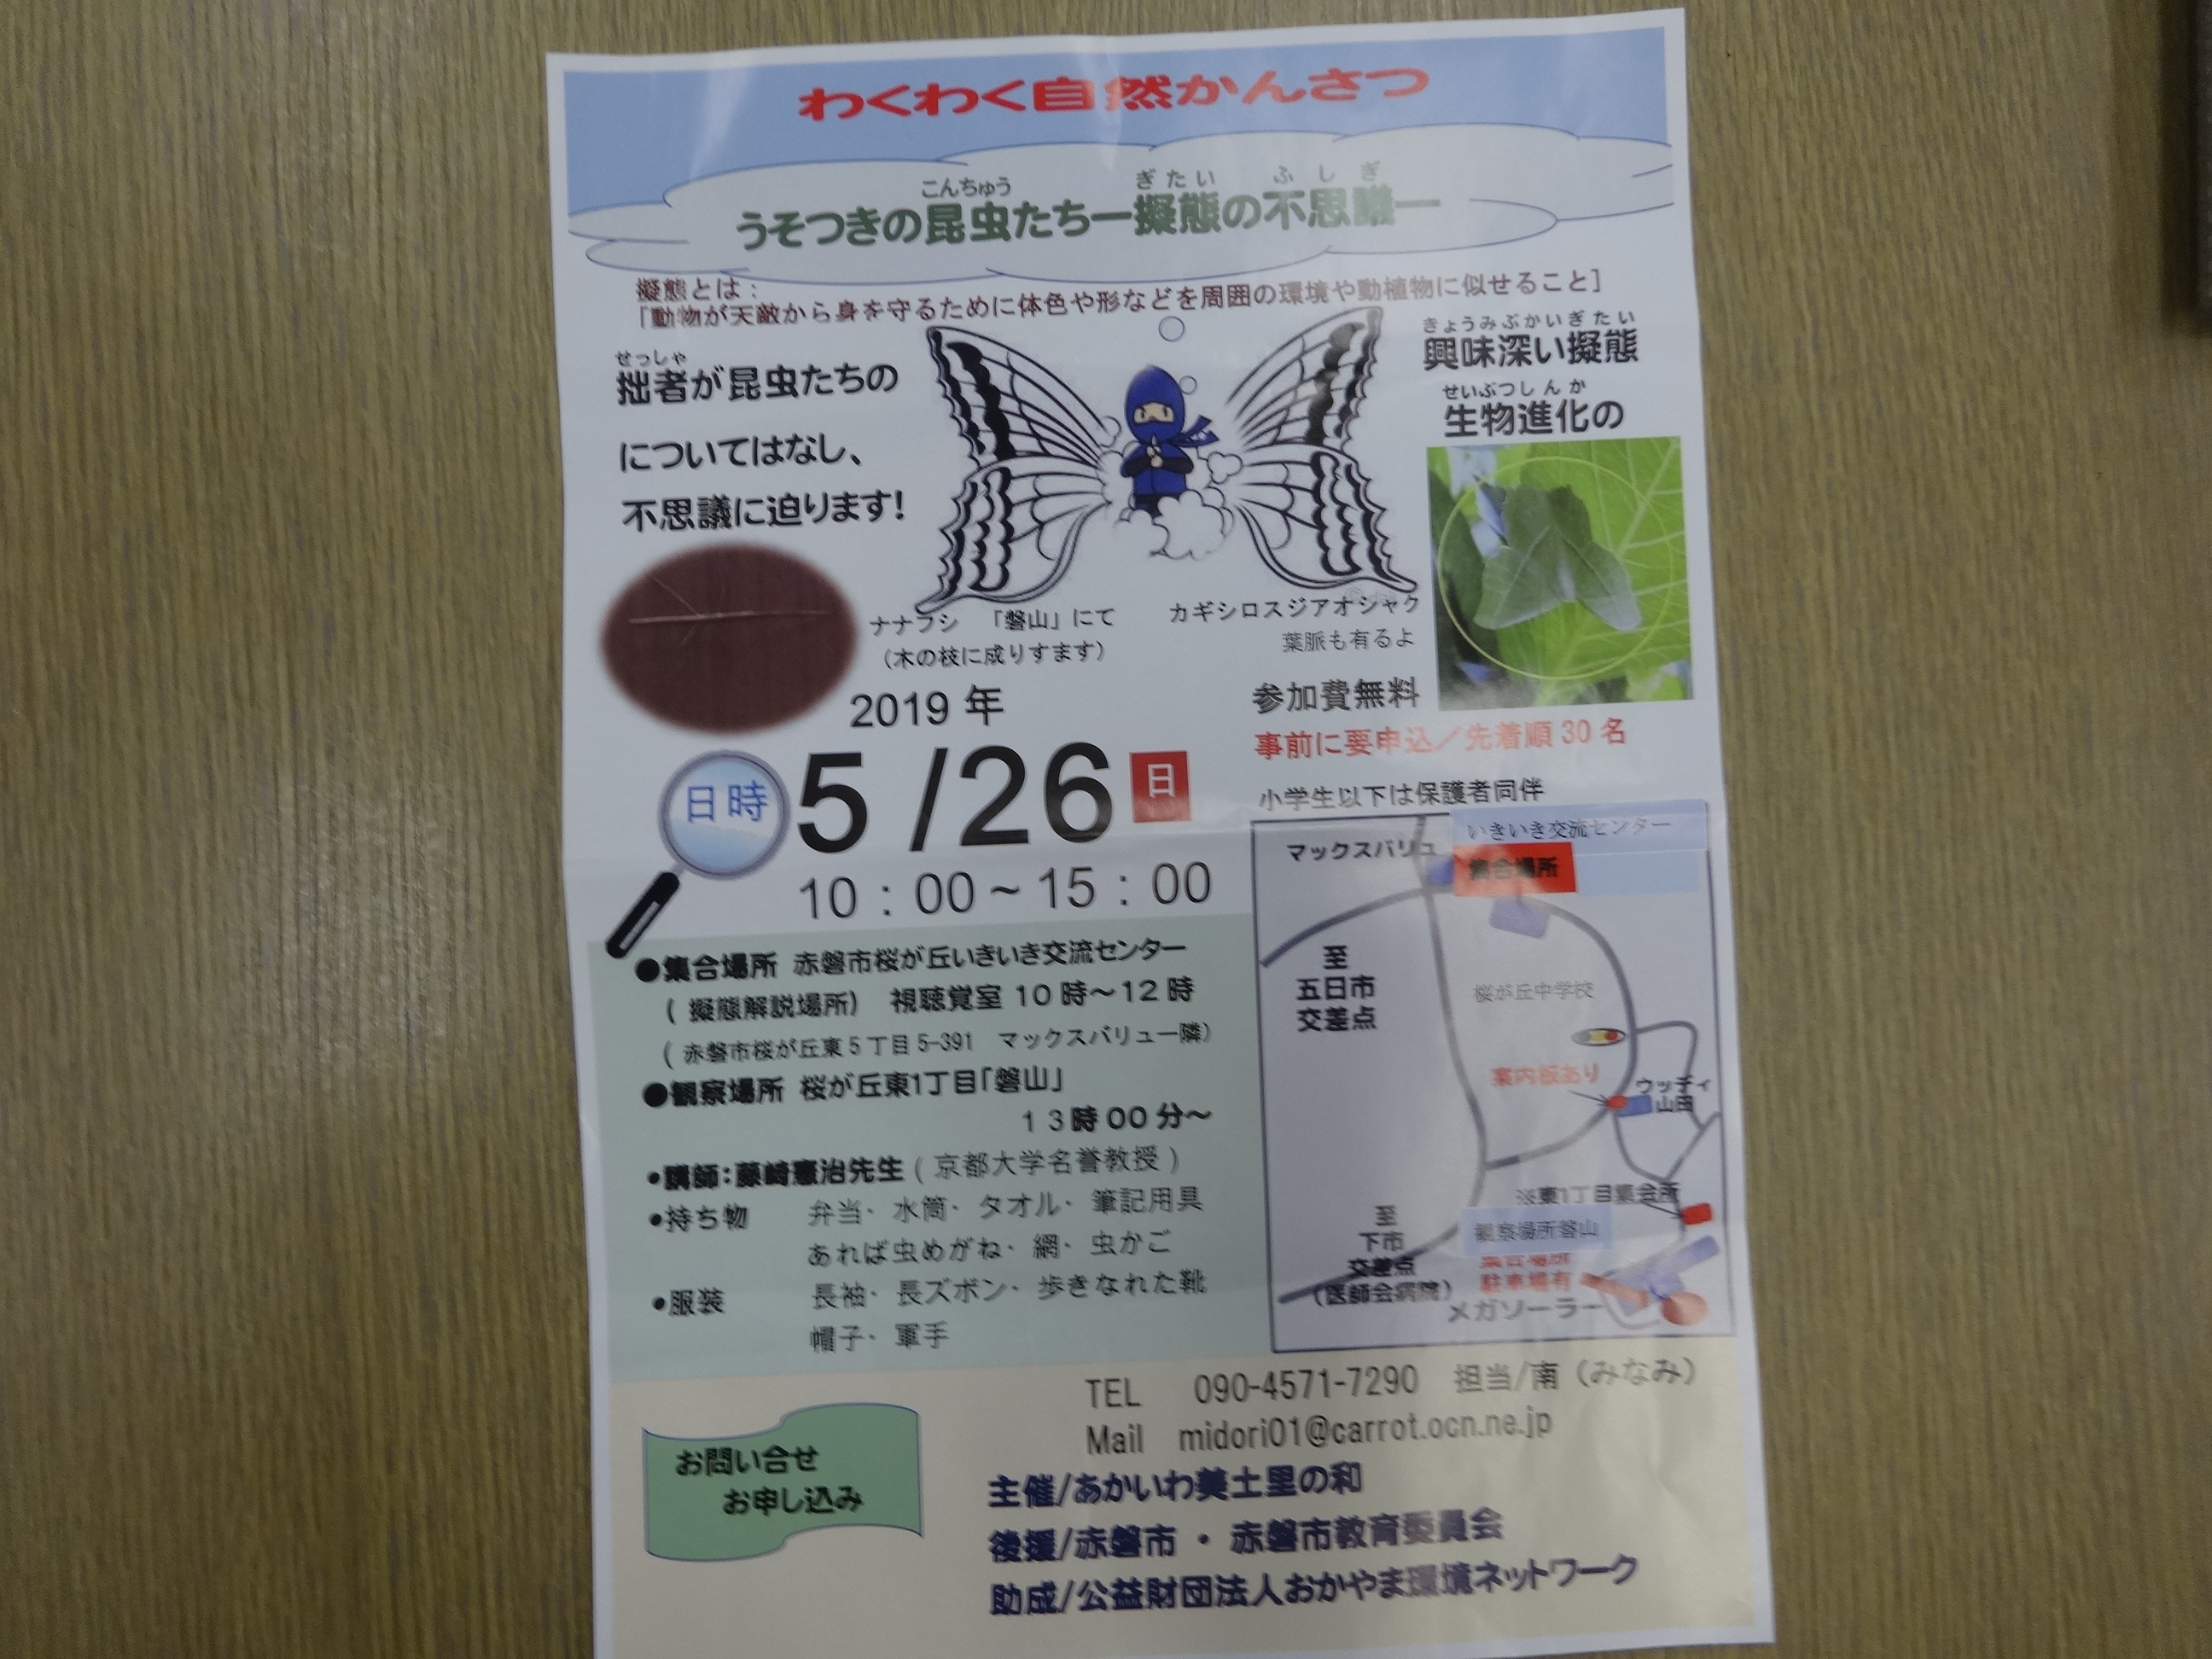 わくわく自然かんさつ
こんちゅう ぎたい ふしぎ
うそつきの昆虫たち―擬態の不思議―
擬態とは：
「動物が天敵から身を守るために体色や形などを周囲の環境や動植物に似せること］
せっしゃ
拙者が昆虫たちの
についてはなし、
不思議に迫ります！
きょうみぶかいぎたい
興味深い擬態
せいぶつしんか
生物進化の
ナナフシ 「磐山」にて
（木の枝に成りすます）
カギシロスジアオシャク
葉脈も有るよ
2019 年
日時
5 /26 日
10：00～15：00
参加費無料
事前に要申込／先着順 30 名
小学生以下は保護者同伴
●集合場所 赤磐市桜が丘いきいき交流センター
( 擬態解説場所) 視聴覚室 10 時～12 時
( 赤磐市桜が丘東 5 丁目 5-391 マックスバリュー隣)
●観察場所 桜が丘東1丁目「磐山」
13時00分～
•講師：藤崎憲治先生 ( 京都大学名誉教授 )
•持ち物 弁当・水筒・タオル・筆記用具
あれば虫めがね・網・虫かご
•服装 長袖・長ズボン・歩きなれた靴
帽子・軍手
いきいき交流センター
マックスバリュ
集合場所
至
五日市
交差点
桜が丘中学校
案内板あり
ウッディ
山田
※東1丁目集会所
至
下市
交差点
（医師会病院）
観察場所磐山
集合場所
駐車場有
メガソーラー
お問い合せ
お申し込み
TEL 090-4571-7290 担当/南（みなみ）
Mail midori01@carrot.ocn.ne.jp
主催/あかいわ美土里の和
後援/赤磐市 ・ 赤磐市教育委員会
助成/公益財団法人おかやま環境ネットワーク